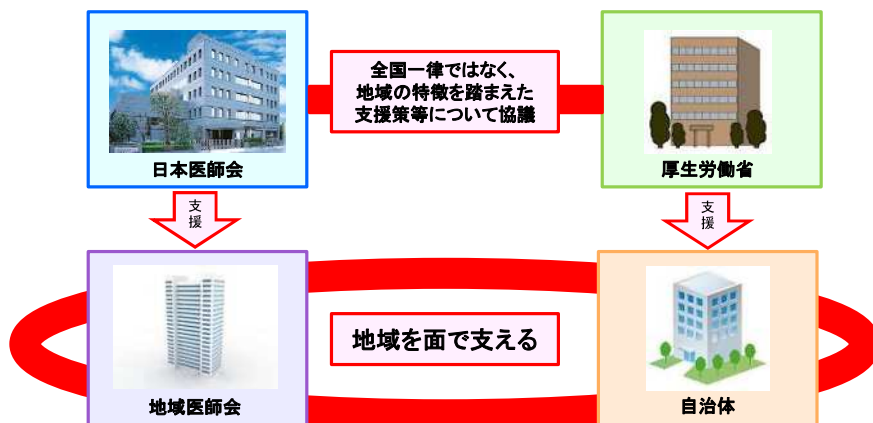 全国一律ではなく、
地域の特徴を踏まえた
支援策等について協議
日本医師会
厚生労働省
支援
支援
地域を面で支える
地域医師会
自治体